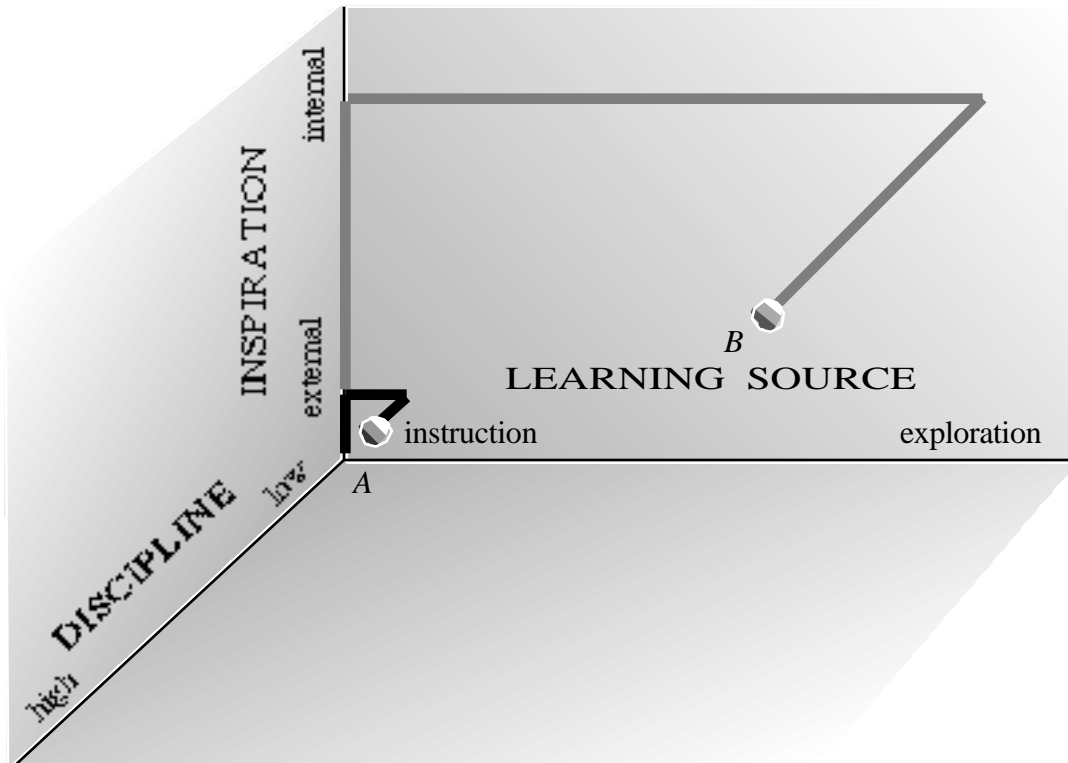 internal
INSPIRATION
external
B
LEARNING SOURCE
instruction
exploration
low
A
DISCIPLINE
high